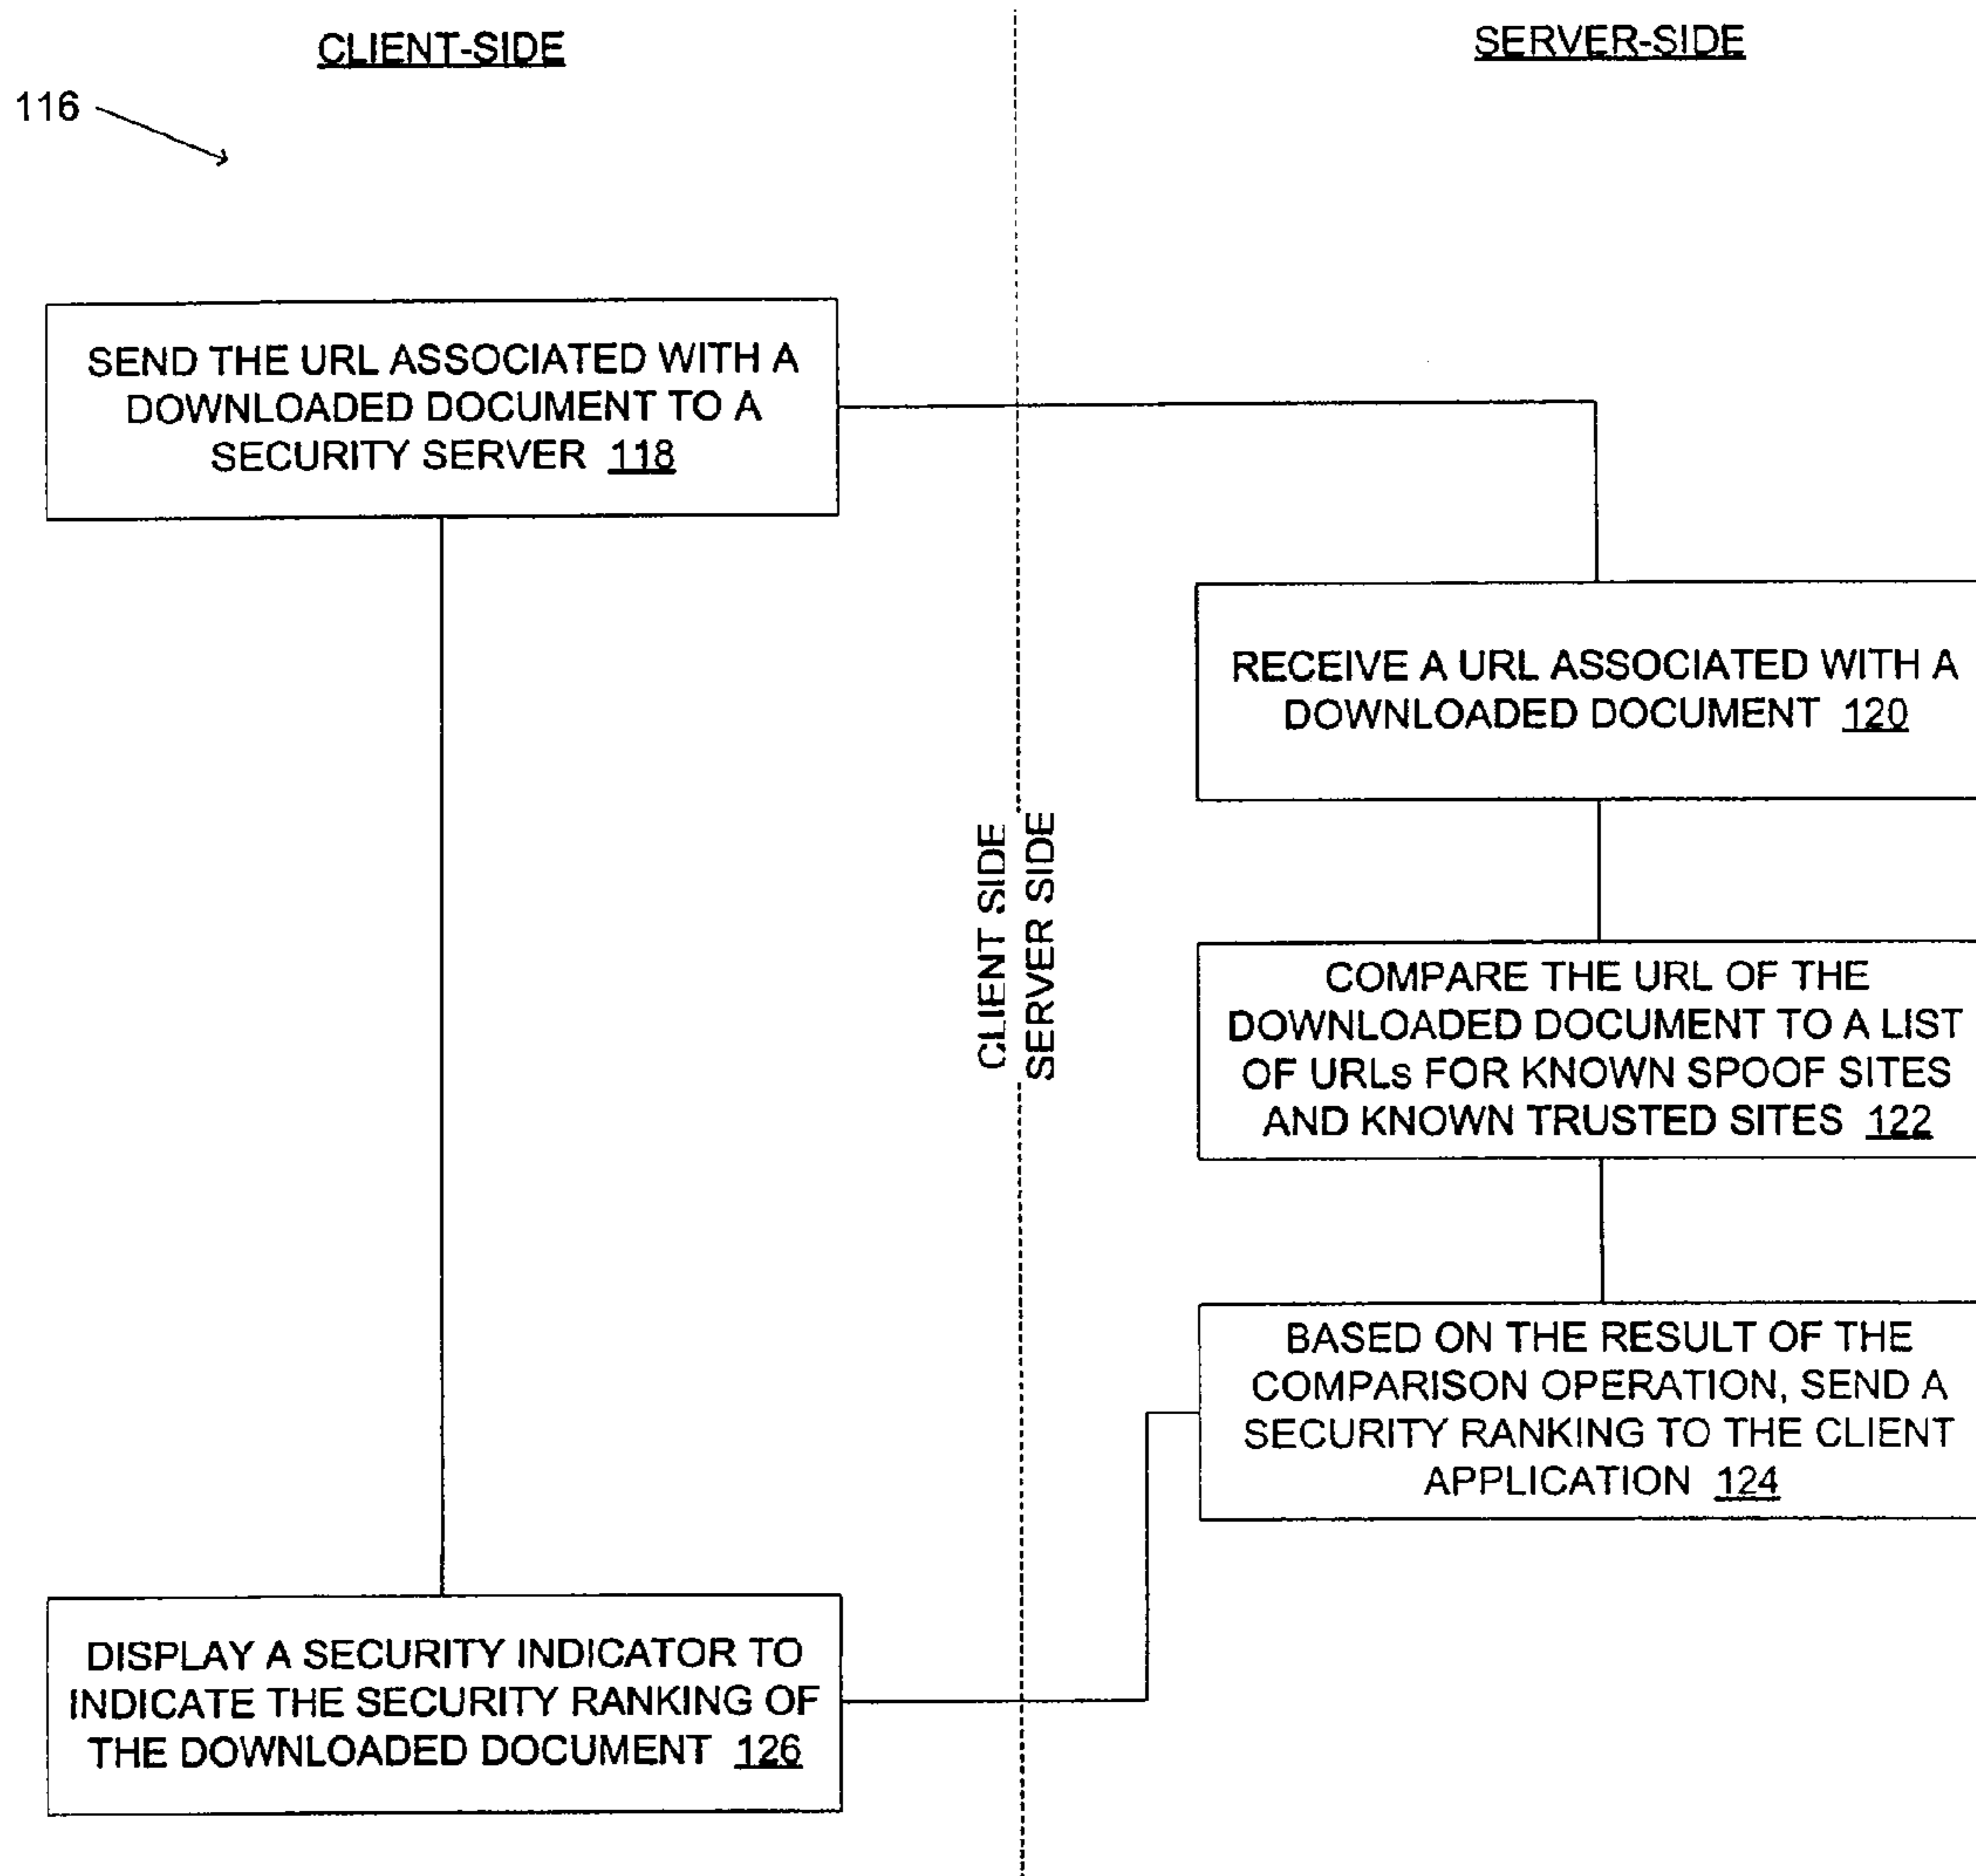 CLIENT-SIDE
SERVER-SIDE
116
SEND THE URL ASSOCIATED WITH A
DOWNLOADED DOCUMENT TO A
SECURITY SERVER 118
RECEIVE A URL ASSOCIATED WITH A
DOWNLOADED DOCUMENT 120
CLIENT SIDE
SERVER SIDE
COMPARE THE URL OF THE
DOWNLOADED DOCUMENT TO A LIST
OF URLs FOR KNOWN SPOOF SITES
AND KNOWN TRUSTED SITES 122
BASED ON THE RESULT OF THE
COMPARISON OPERATION, SEND A
SECURITY RANKING TO THE CLIENT
APPLICATION 124
DISPLAY A SECURITY INDICATOR TO
INDICATE THE SECURITY RANKING OF
THE DOWNLOADED DOCUMENT 126